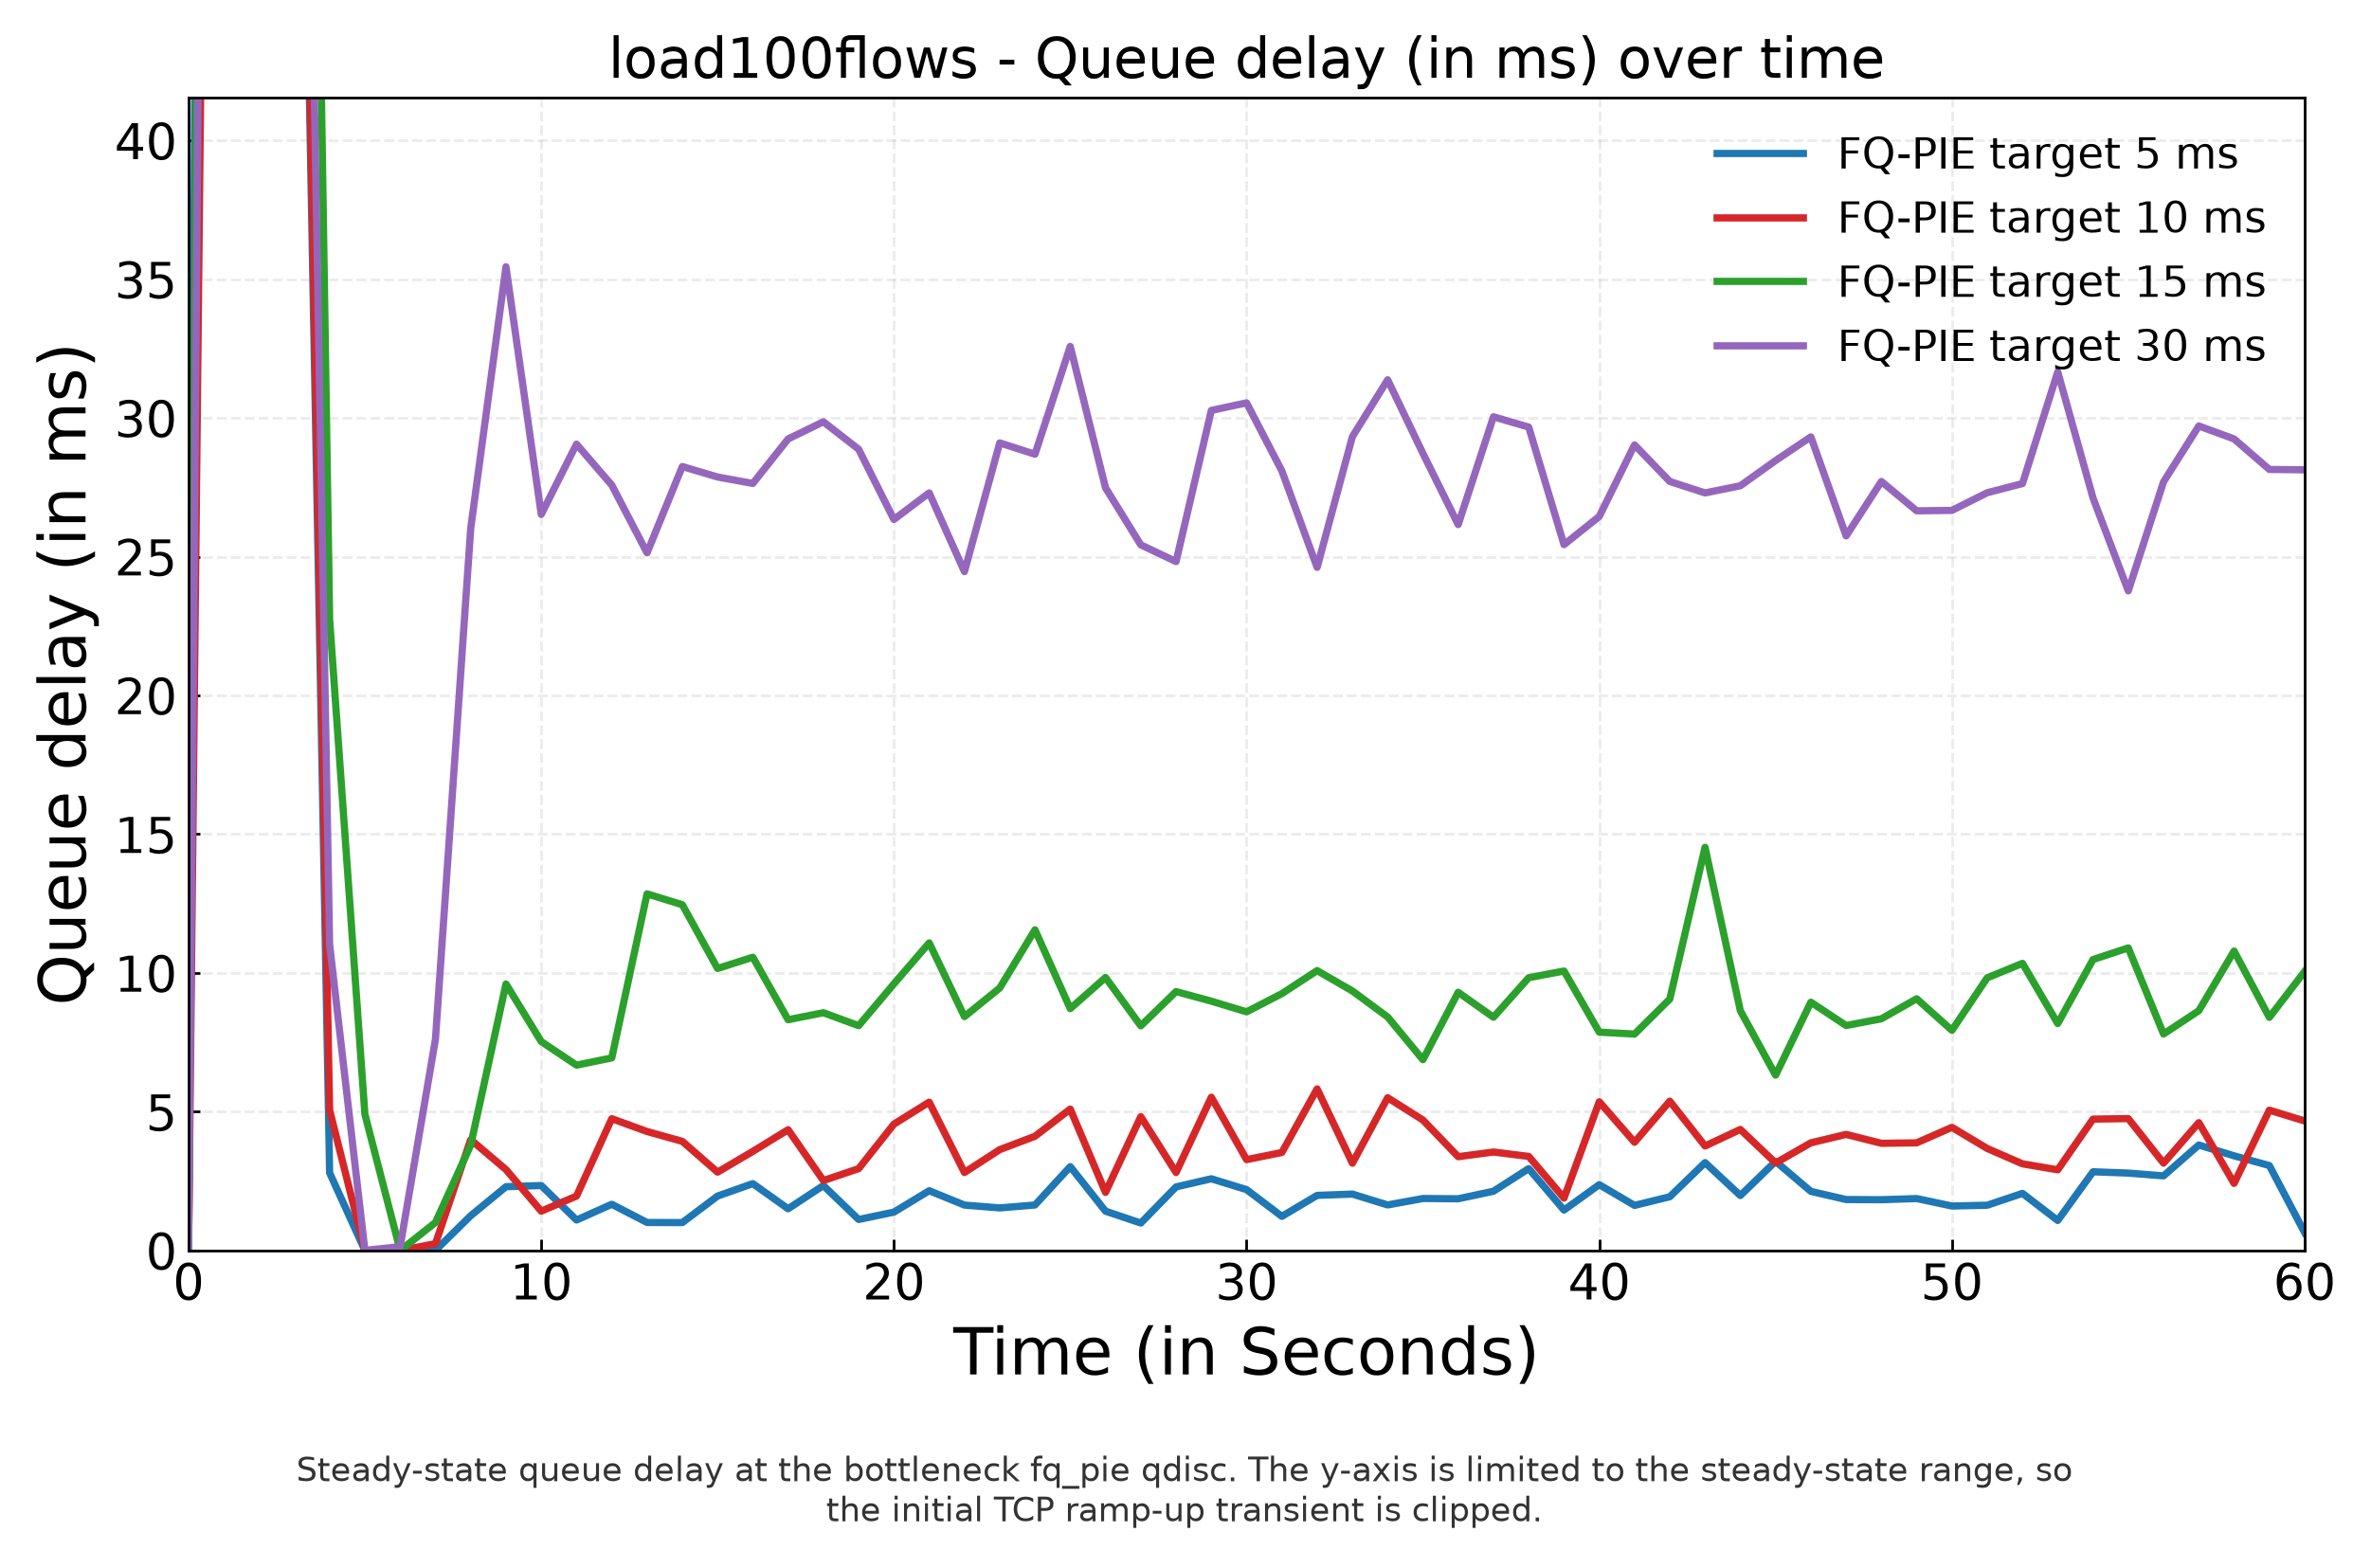 load100flows - Queue delay (in ms) over time
Queue delay (in ms)
40
35
30
25
20
15
10
5
0
FQ-PIE target 5 ms
FQ-PIE target 10 ms
FQ-PIE target 15 ms
FQ-PIE target 30 ms
0 10 20 30 40 50 60
Time (in Seconds)
Steady-state queue delay at the bottleneck fq_pie qdisc. The y-axis is limited to the steady-state range, so
the initial TCP ramp-up transient is clipped.